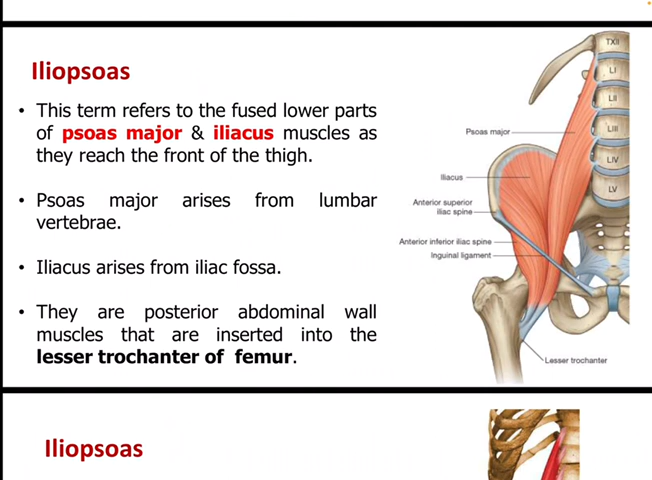 Iliopsoas
• This term refers to the fused lower parts
of psoas major & iliacus muscles as
they reach the front of the thigh.
• Psoas major arises from lumbar
vertebrae.
• Iliacus arises from iliac fossa.
• They are posterior abdominal wall
muscles that are inserted into the
lesser trochanter of femur.
TXII
LI
LII
LIII
LIV
LV
Psoas major
Iliacus
Anterior superior
iliac spine
Anterior inferior iliac spine
Inguinal ligament
Lesser trochanter
Iliopsoas